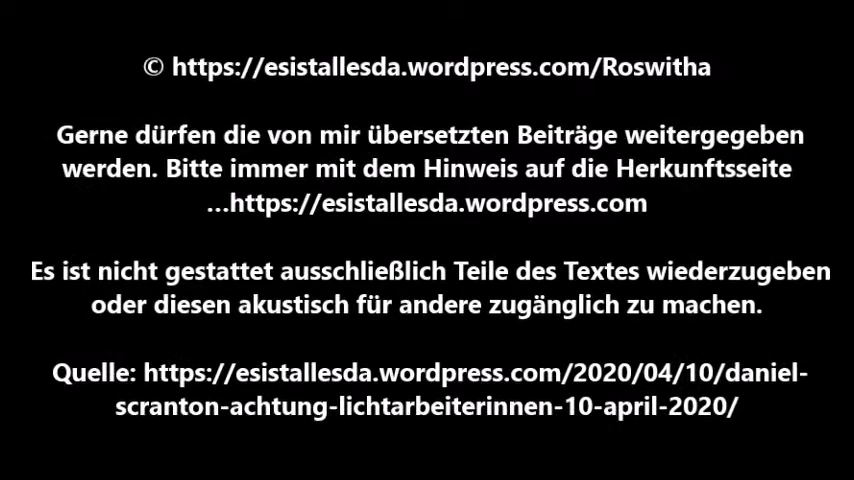 © https://esistallesda.wordpress.com/Roswitha
Gerne dürfen die von mir übersetzten Beiträge weitergegeben
werden. Bitte immer mit dem Hinweis auf die Herkunftsseite
…https://esistallesda.wordpress.com
Es ist nicht gestattet ausschließlich Teile des Textes wiederzugeben
oder diesen akustisch für andere zugänglich zu machen.
Quelle: https://esistallesda.wordpress.com/2020/04/10/daniel-
scranton-achtung-lichtarbeiterinnen-10-april-2020/